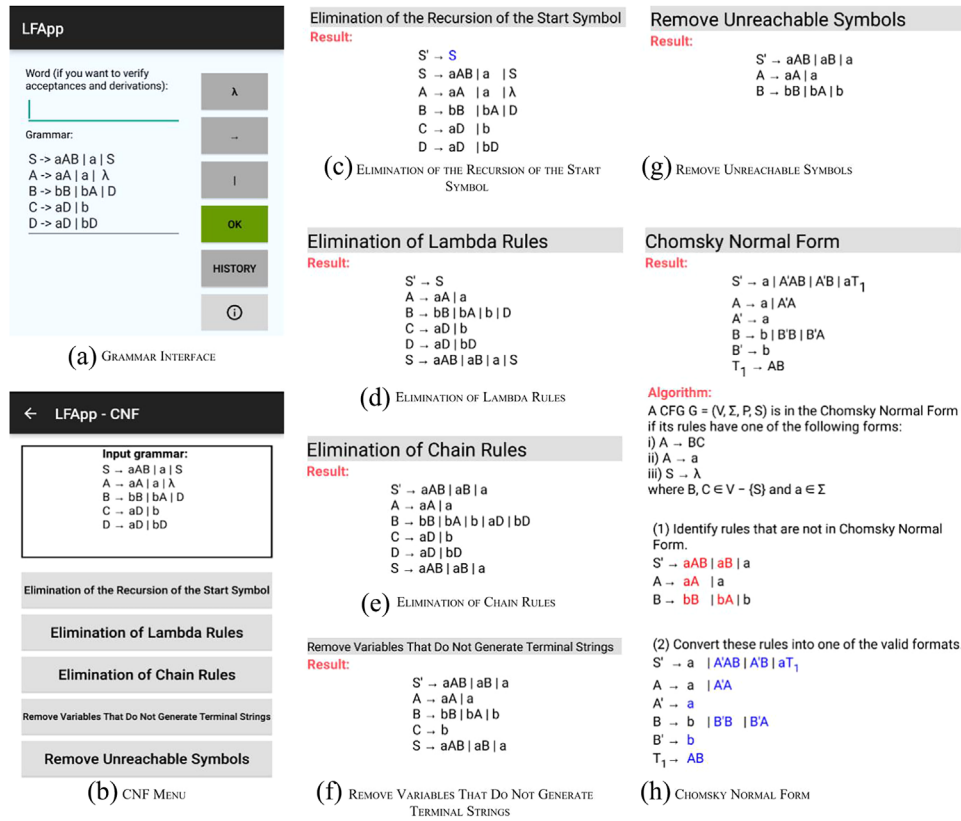 LFApp
Word (if you want to verify
acceptances and derivations):
Grammar:
S -> aAB | a | S
A -> aA | a | λ
B -> bB | bA | D
C -> aD | b
D -> aD | bD
λ
→
|
OK
HISTORY
(a) Grammar Interface
← LFApp - CNF
Input grammar:
S → aAB | a | S
A → aA | a | λ
B → bB | bA | D
C → aD | b
D → aD | bD
Elimination of the Recursion of the Start Symbol
Elimination of Lambda Rules
Elimination of Chain Rules
Remove Variables That Do Not Generate Terminal Strings
Remove Unreachable Symbols
(b) CNF Menu
Elimination of the Recursion of the Start Symbol
Result:
S' → S
S → aAB | a | S
A → aA | a | λ
B → bB | bA | D
C → aD | b
D → aD | bD
(c) Elimination of the Recursion of the Start
Symbol
Elimination of Lambda Rules
Result:
S' → S
A → aA | a
B → bB | bA | b | D
C → aD | b
D → aD | bD
S → aAB | aB | a | S
(d) Elimination of Lambda Rules
Elimination of Chain Rules
Result:
S' → aAB | aB | a
A → aA | a
B → bB | bA | b | aD | bD
C → aD | b
D → aD | bD
S → aAB | aB | a
(e) Elimination of Chain Rules
Remove Variables That Do Not Generate Terminal Strings
Result:
S' → aAB | aB | a
A → aA | a
B → bB | bA | b
C → b
S → aAB | aB | a
(f) Remove Variables That Do Not Generate
Terminal Strings
Remove Unreachable Symbols
Result:
S' → aAB | aB | a
A → aA | a
B → bB | bA | b
(g) Remove Unreachable Symbols
Chomsky Normal Form
Result:
S' → a | A'AB | A'B | aT1
A → a | A'A
A' → a
B → b | B'B | B'A
B' → b
T1 → AB
Algorithm:
A CFG G = (V, Σ, P, S) is in the Chomsky Normal Form
if its rules have one of the following forms:
i) A → BC
ii) A → a
iii) S → λ
where B, C ∈ V − {S} and a ∈ Σ
(1) Identify rules that are not in Chomsky Normal
Form.
S' → aAB | aB | a
A → aA | a
B → bB | bA | b
(2) Convert these rules into one of the valid formats.
S' → a | A'AB | A'B | aT1
A → a | A'A
A' → a
B → b | B'B | B'A
B' → b
T1 → AB
(h) Chomsky Normal Form